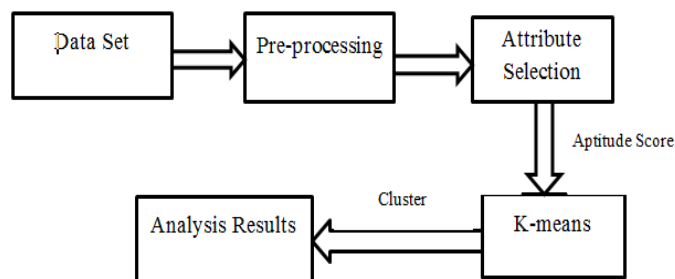 Data Set
Pre-processing
Attribute
Selection
Aptitude Score
K-means
Cluster
Analysis Results